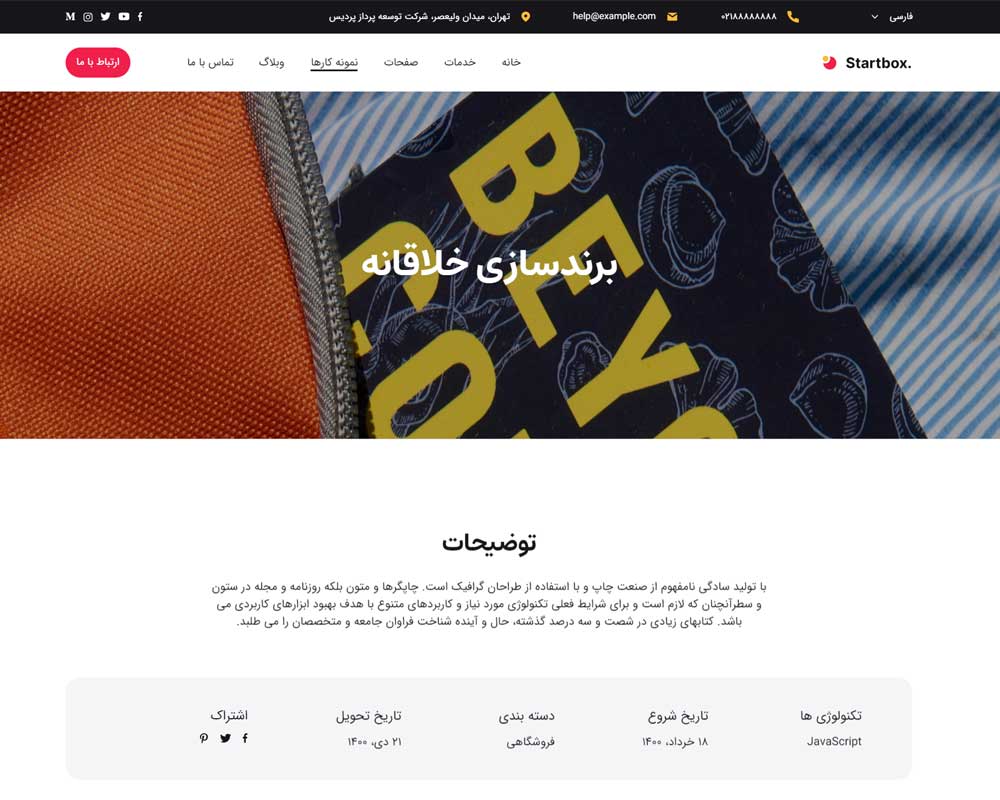 فارسی
۰۲۱۸۸۸۸۸۸۸
help@example.com
تهران، میدان ولیعصر، شرکت توسعه پرداز پردیس
Startbox.
خانه
خدمات
صفحات
نمونه کارها
وبلاگ
تماس با ما
ارتباط با ما
BEYO
برندسازی خلاقانه
توضیحات
با تولید سادگی نامفهوم از صنعت چاپ و با استفاده از طراحان گرافیک است. چاپگرها و متون بلکه روزنامه و مجله در ستون
و سطرآنچنان که لازم است و برای شرایط فعلی تکنولوژی مورد نیاز و کاربردهای متنوع با هدف بهبود ابزارهای کاربردی می
باشد. کتابهای زیادی در شصت و سه درصد گذشته، حال و آینده شناخت فراوان جامعه و متخصصان را می طلبد.
تکنولوژی ها
JavaScript
تاریخ شروع
۱۸ خرداد، ۱۴۰۰
دسته بندی
فروشگاهی
تاریخ تحویل
۲۱ دی، ۱۴۰۰
اشتراک